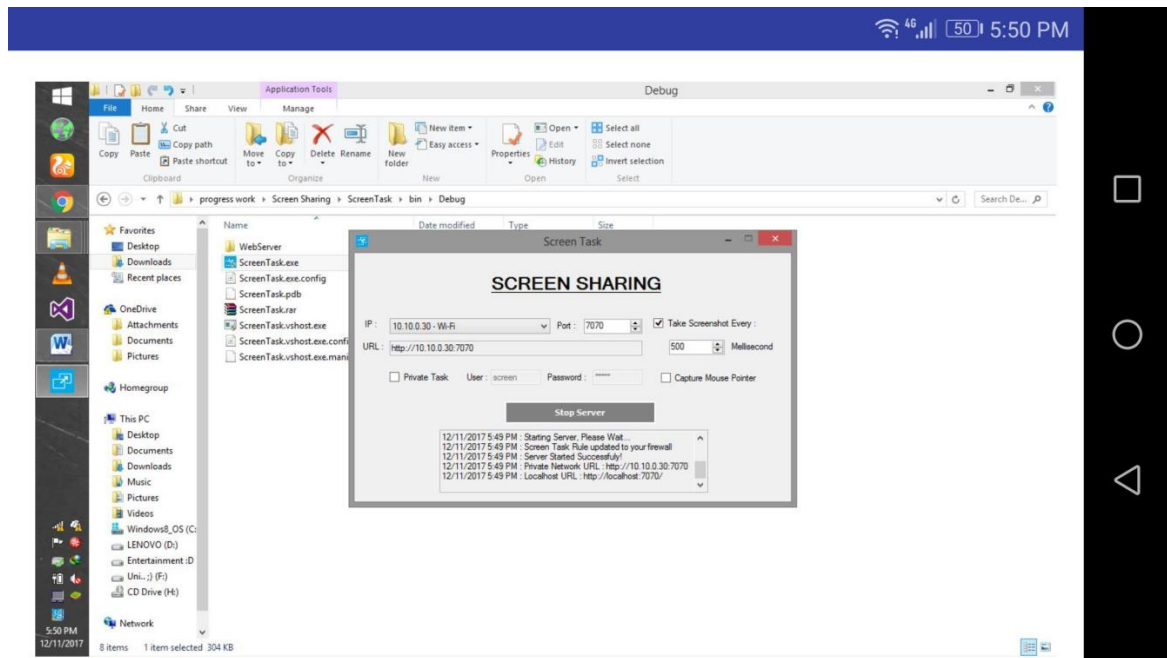 4G 50 5:50 PM
Application Tools Debug
File Home Share View Manage
Copy
Paste
Cut
Copy path
Paste shortcut
Clipboard
Move to
Copy to
Delete
Rename
Organize
New folder
New item
Easy access
New
Properties
Open
Edit
History
Open
Select all
Select none
Invert selection
Select
progress work Screen Sharing ScreenTask bin Debug
Search De...
Favorites
Desktop
Downloads
Recent places
OneDrive
Attachments
Documents
Pictures
Homegroup
This PC
Desktop
Documents
Downloads
Music
Pictures
Videos
Windows8_OS (C:
LENOVO (D:)
Entertainment :D
Uni.. ;) (F:)
CD Drive (H:)
Network
Name Date modified Type Size
WebServer
ScreenTask.exe
ScreenTask.exe.config
ScreenTask.pdb
ScreenTask.rar
ScreenTask.vshost.exe
ScreenTask.vshost.exe.confi
ScreenTask.vshost.exe.mani
Screen Task
SCREEN SHARING
IP : 10.10.0.30 - Wi-Fi Port : 7070 Take Screenshot Every :
URL : http://10.10.0.30:7070 500 Mellisecond
Private Task User : screen Password : ***** Capture Mouse Pointer
Stop Server
12/11/2017 5:49 PM : Starting Server, Please Wait...
12/11/2017 5:49 PM : Screen Task Rule updated to your firewall
12/11/2017 5:49 PM : Server Started Successfuly!
12/11/2017 5:49 PM : Private Network URL : http://10.10.0.30:7070
12/11/2017 5:49 PM : Localhost URL : http://localhost:7070/
5:50 PM
12/11/2017
8 items 1 item selected 304 KB